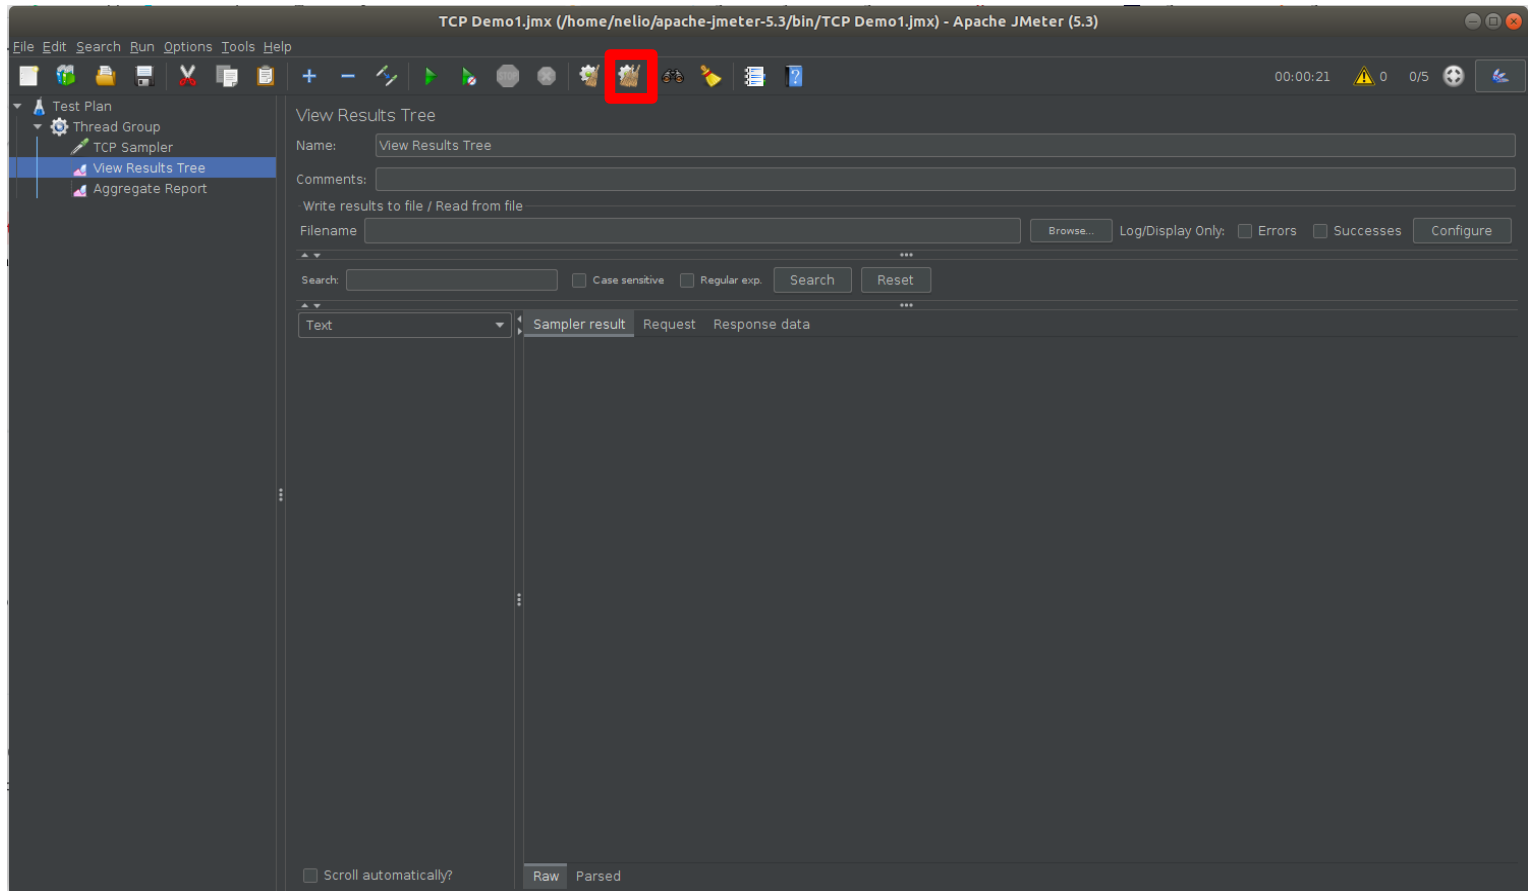 TCP Demo1.jmx (/home/nelio/apache-jmeter-5.3/bin/TCP Demo1.jmx) - Apache JMeter (5.3)
File Edit Search Run Options Tools Help
STOP 00:00:21 0 0/5
Test Plan
Thread Group
TCP Sampler
View Results Tree
Aggregate Report
View Results Tree
Name: View Results Tree
Comments:
Write results to file / Read from file
Filename Browse... Log/Display Only: Errors Successes Configure
Search: Case sensitive Regular exp. Search Reset
Text Sampler result Request Response data
Scroll automatically? Raw Parsed